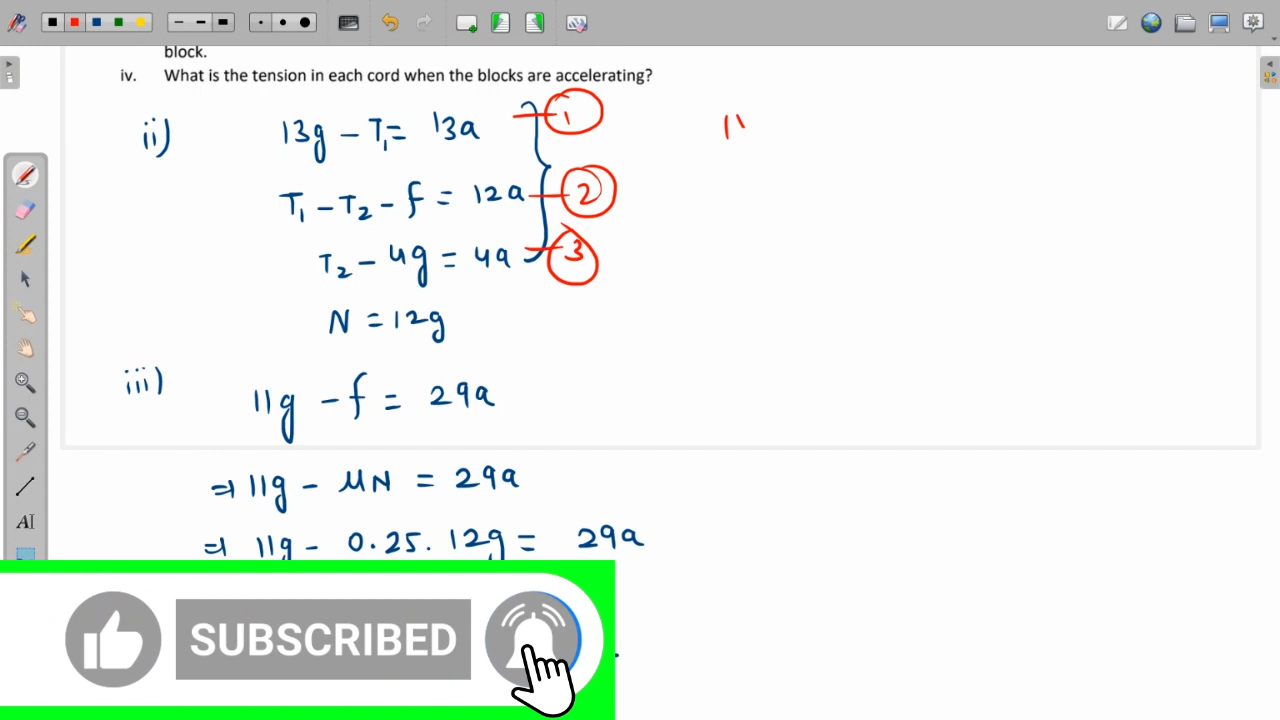 block.
iv. What is the tension in each cord when the blocks are accelerating?
ii) 13g - T₁ = 13a 1
T₁ - T₂ - f = 12a 2
T₂ - 4g = 4a 3
N = 12g
iii) 11g - f = 29a
⇒ 11g - μN = 29a
⇒ 11g - 0.25. 12g = 29a
SUBSCRIBED